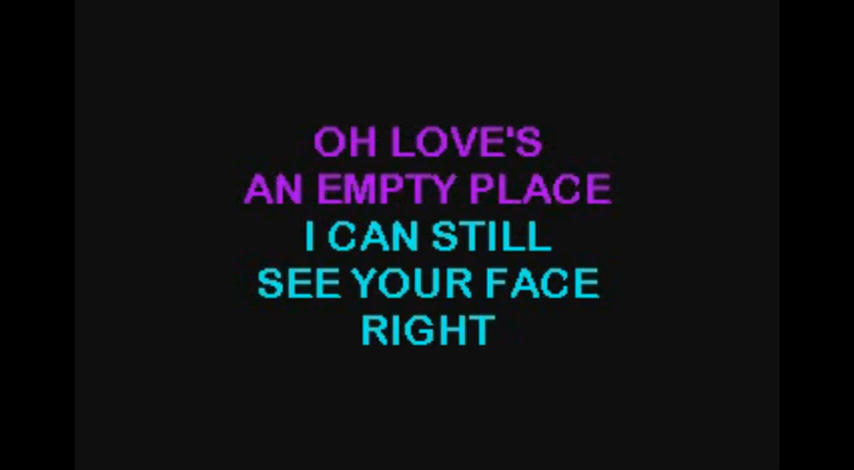 OH LOVE'S
AN EMPTY PLACE
I CAN STILL
SEE YOUR FACE
RIGHT